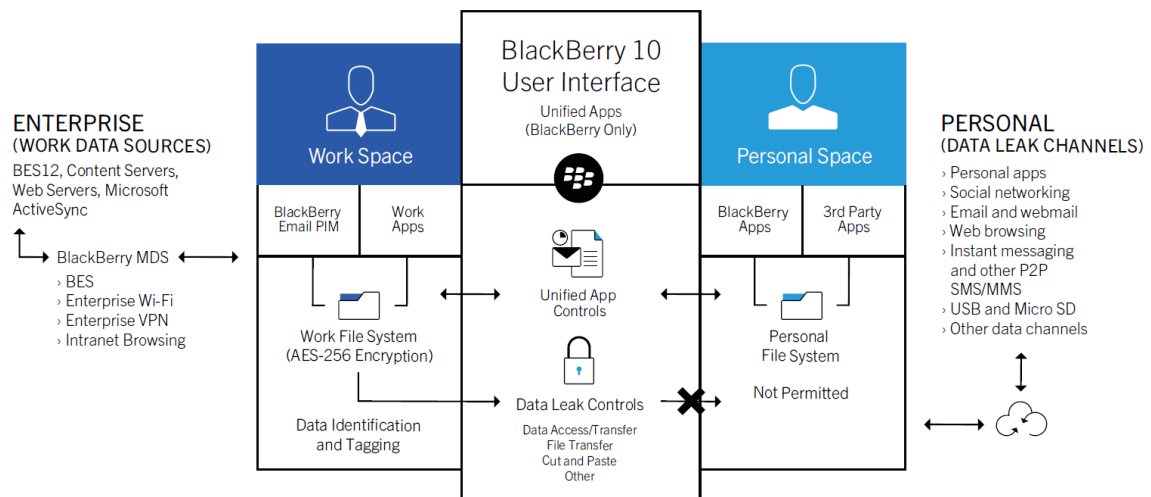 ENTERPRISE
(WORK DATA SOURCES)
BES12, Content Servers,
Web Servers, Microsoft
ActiveSync
BlackBerry MDS
› BES
› Enterprise Wi-Fi
› Enterprise VPN
› Intranet Browsing
Work Space
BlackBerry
Email PIM
Work
Apps
Work File System
(AES-256 Encryption)
Data Identification
and Tagging
BlackBerry 10
User Interface
Unified Apps
(BlackBerry Only)
Unified App
Controls
Data Leak Controls
Data Access/Transfer
File Transfer
Cut and Paste
Other
Personal Space
BlackBerry
Apps
3rd Party
Apps
Personal
File System
Not Permitted
PERSONAL
(DATA LEAK CHANNELS)
› Personal apps
› Social networking
› Email and webmail
› Web browsing
› Instant messaging
and other P2P
SMS/MMS
› USB and Micro SD
› Other data channels